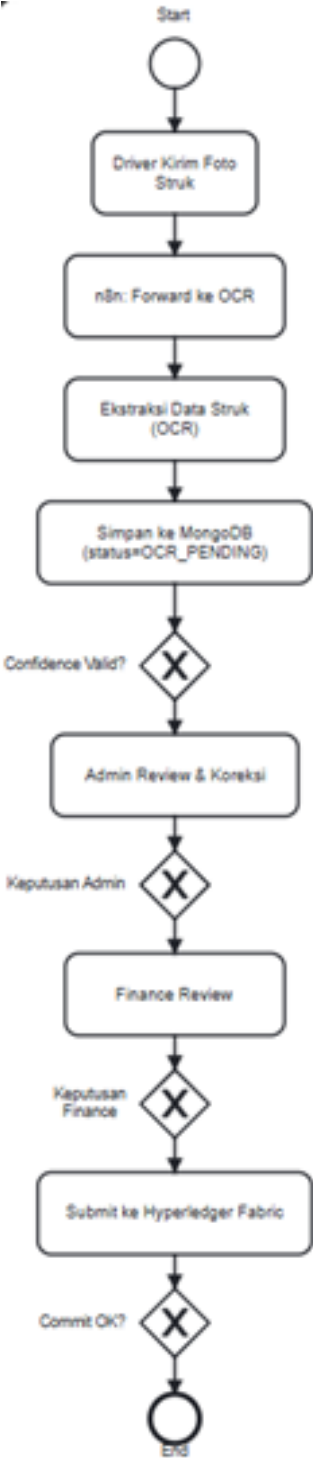 Start
Driver Kirim Foto
Struk
n8n: Forward ke OCR
Ekstraksi Data Struk
(OCR)
Simpan ke MongoDB
(status=OCR_PENDING)
Confidence Valid?
Admin Review & Koreksi
Keputusan Admin
Finance Review
Keputusan
Finance
Submit ke Hyperledger Fabric
Commit OK?
End